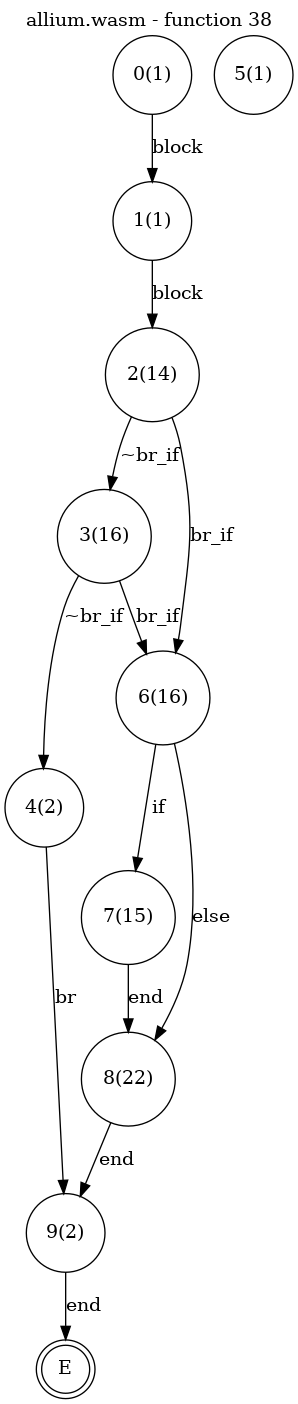 allium.wasm - function 38
0(1)
5(1)
block
1(1)
block
2(14)
~br_if
3(16)
br_if
~br_if
br_if
6(16)
4(2)
if
7(15)
else
br
end
8(22)
end
9(2)
end
E